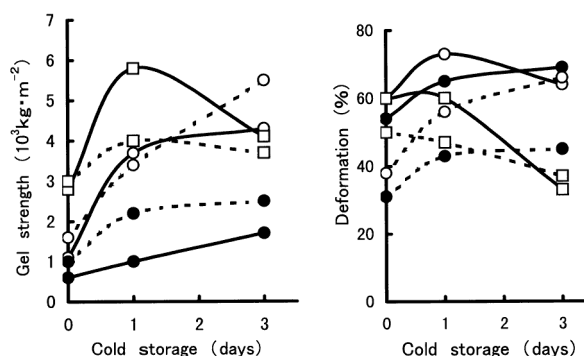 7
6
5
4
3
2
1
0
Gel strength (10³kg·m⁻²)
0 1 2 3
Cold storage (days)
80
60
40
20
0
Deformation (%)
0 1 2 3
Cold storage (days)